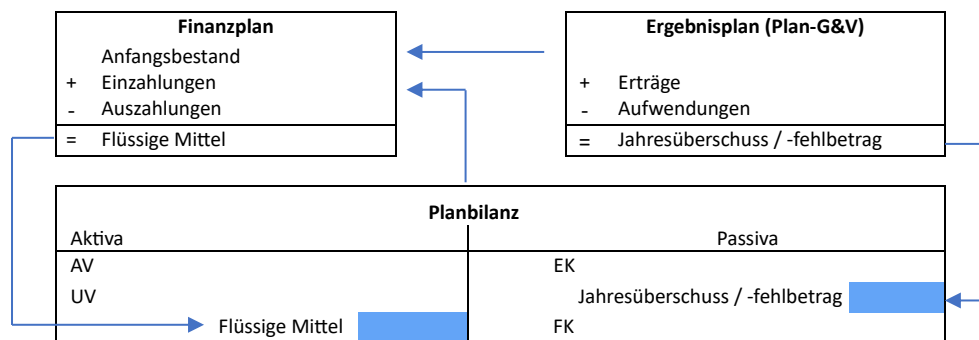 Finanzplan
Anfangsbestand
+ Einzahlungen
- Auszahlungen
= Flüssige Mittel
Ergebnisplan (Plan-G&V)
+ Erträge
- Aufwendungen
= Jahresüberschuss / -fehlbetrag
Planbilanz
Aktiva Passiva
AV EK
UV Jahresüberschuss / -fehlbetrag
Flüssige Mittel FK